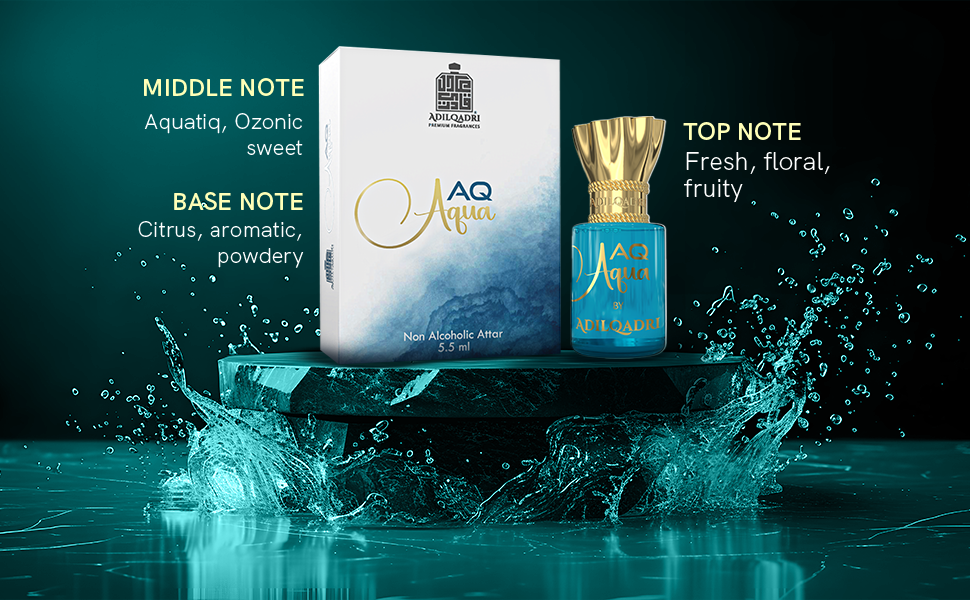 MIDDLE NOTE
Aquatiq, Ozonic
sweet
BASE NOTE
Citrus, aromatic,
powdery
ADILQADRI
PREMIUM FRAGRANCES
AQ
Aqua
Non Alcoholic Attar
5.5 ml
TOP NOTE
Fresh, floral,
fruity
AQ
Aqua
BY
ADILQADRI